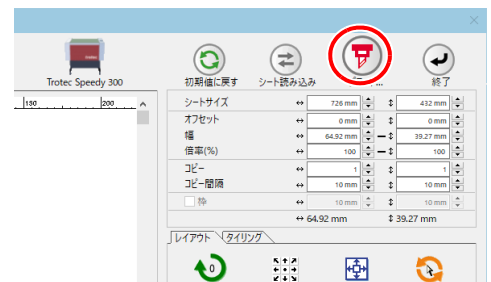 初期値に戻す シート読み込み 終了
Trotec Speedy 300
150 200
シートサイズ ↔ 726 mm ↕ 432 mm
オフセット ↔ 0 mm ↕ 0 mm
幅 ↔ 64.92 mm ↕ 39.27 mm
倍率(%) ↔ 100 ↕ 100
コピー ↔ 1 ↕ 1
コピー間隔 ↔ 10 mm ↕ 10 mm
枠 ↔ 10 mm ↕ 10 mm
↔ 64.92 mm ↕ 39.27 mm
レイアウト タイリング
0